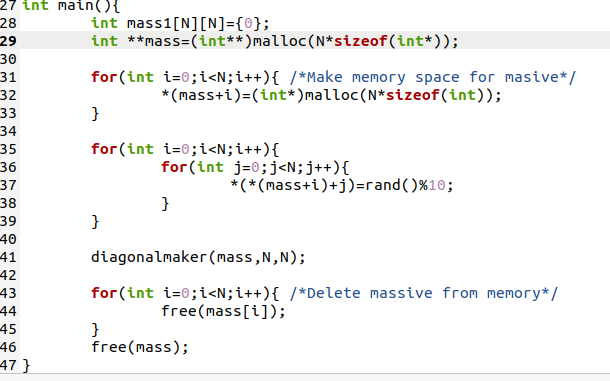 27 int main(){
28 int mass1[N][N]={0};
29 int **mass=(int**)malloc(N*sizeof(int*));
30
31 for(int i=0;i<N;i++){ /*Make memory space for masive*/
32 *(mass+i)=(int*)malloc(N*sizeof(int));
33 }
34
35 for(int i=0;i<N;i++){
36 for(int j=0;j<N;j++){
37 *(*(mass+i)+j)=rand()%10;
38 }
39 }
40
41 diagonalmaker(mass,N,N);
42
43 for(int i=0;i<N;i++){ /*Delete massive from memory*/
44 free(mass[i]);
45 }
46 free(mass);
47 }